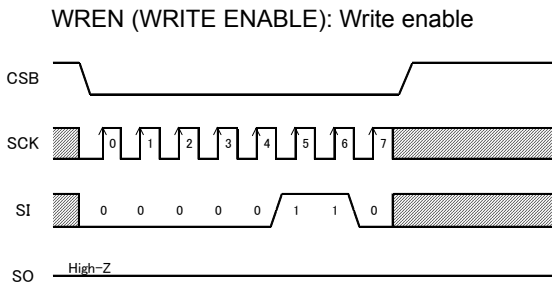 WREN (WRITE ENABLE): Write enable
CSB
SCK 0 1 2 3 4 5 6 7
SI 0 0 0 0 0 1 1 0
High-Z
SO